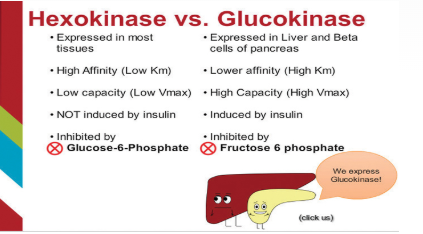 Hexokinase vs. Glucokinase
• Expressed in most
tissues
• High Affinity (Low Km)
• Low capacity (Low Vmax)
• NOT induced by insulin
• Inhibited by
Glucose-6-Phosphate
• Expressed in Liver and Beta
cells of pancreas
• Lower affinity (High Km)
• High Capacity (High Vmax)
• Induced by insulin
• Inhibited by
Fructose 6 phosphate
We express
Glucokinase!
(click us)